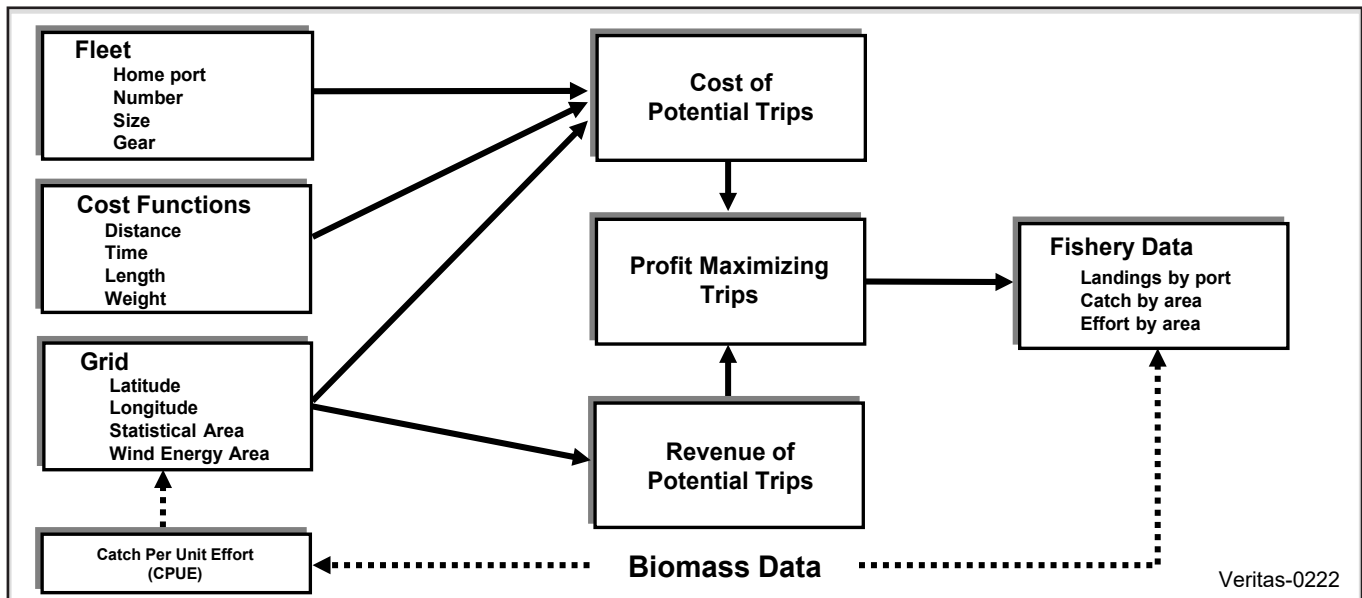 Fleet
Home port
Number
Size
Gear
Cost Functions
Distance
Time
Length
Weight
Grid
Latitude
Longitude
Statistical Area
Wind Energy Area
Catch Per Unit Effort
(CPUE)
Cost of
Potential Trips
Profit Maximizing
Trips
Revenue of
Potential Trips
Biomass Data
Fishery Data
Landings by port
Catch by area
Effort by area
Veritas-0222